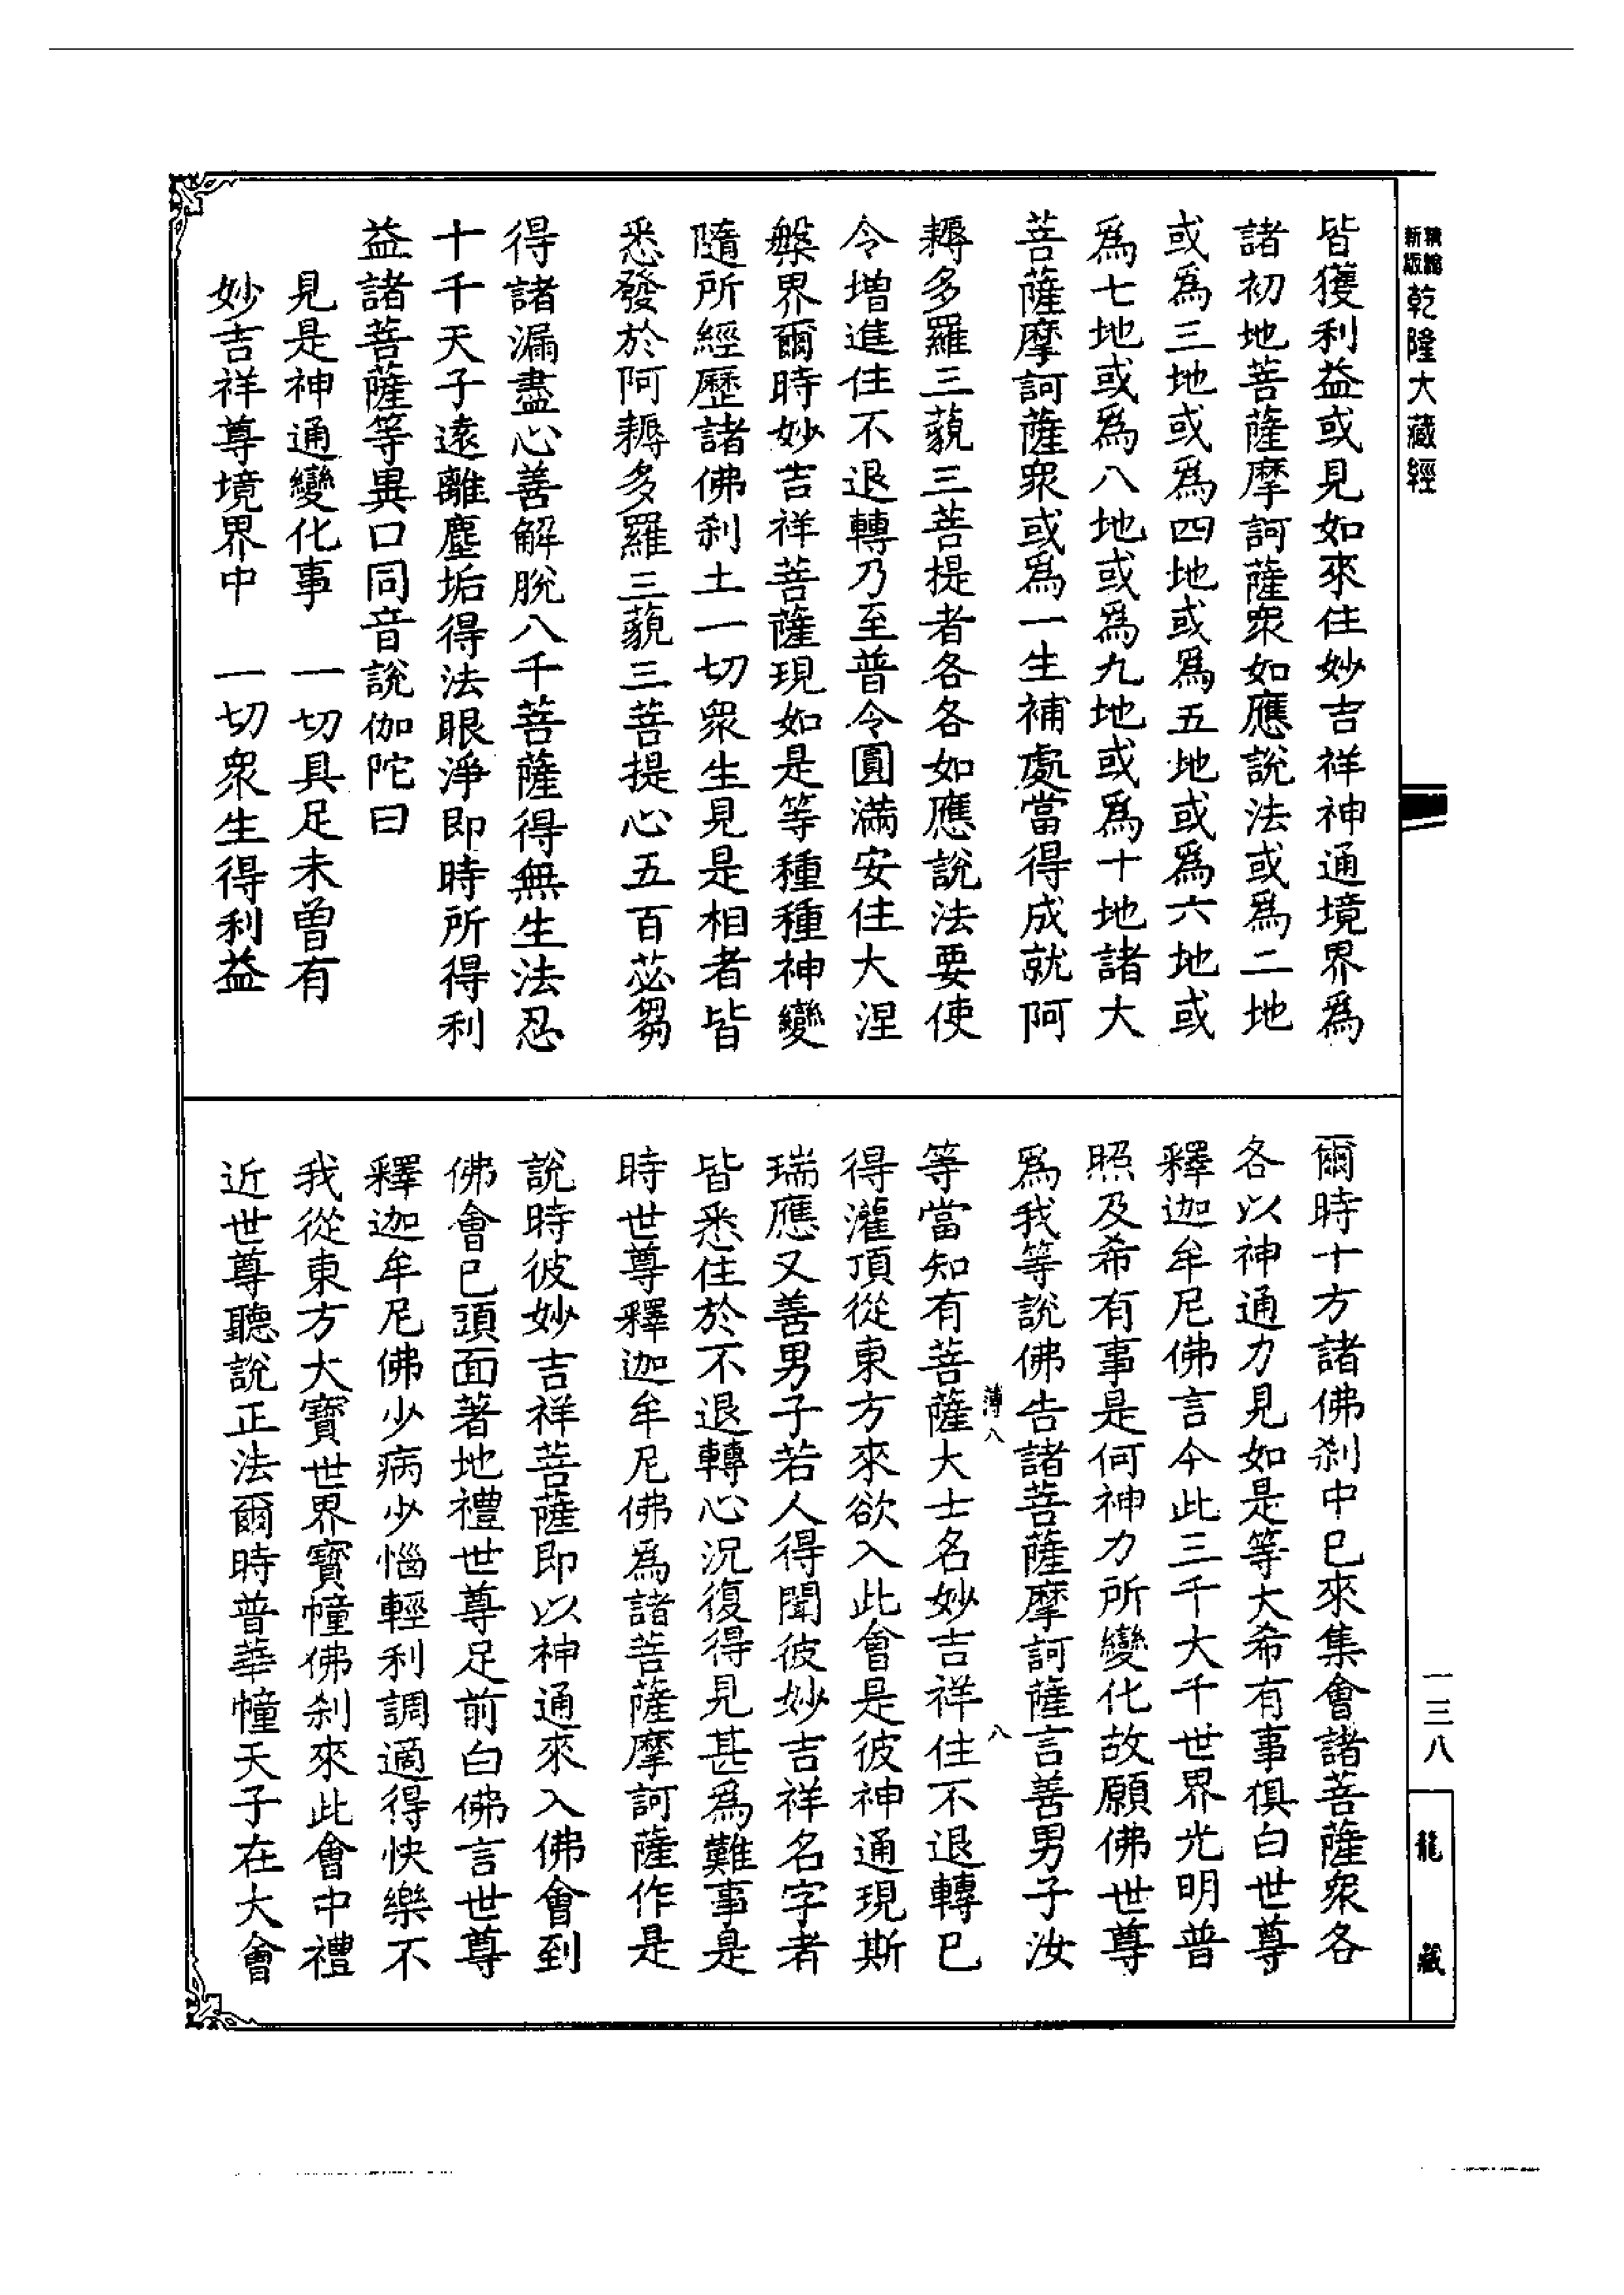 精縮新版乾隆大藏經
皆獲利益或見如來住妙吉祥神通境界為
諸初地菩薩摩訶薩衆如應說法或為二地
或為三地或為四地或為五地或為六地或
為七地或為八地或為九地或為十地諸大
菩薩摩訶薩衆或為一生補處當得成就阿
耨多羅三藐三菩提者各各如應說法要使
令增進住不退轉乃至普令圓滿安住大涅
槃界爾時妙吉祥菩薩現如是等種種神變
隨所經歷諸佛刹土一切衆生見是相者皆
悉發於阿耨多羅三藐三菩提心五百苾芻
得諸漏盡心善解脫八千菩薩得無生法忍
十千天子遠離塵垢得法眼淨即時所得利
益諸菩薩等異口同音說伽陀曰
見是神通變化事　一切具足未曾有
妙吉祥尊境界中　一切衆生得利益
爾時十方諸佛刹中已來集會諸菩薩衆各
各以神通力見如是等大希有事俱白世尊
釋迦牟尼佛言今此三千大千世界光明普
照及希有事是何神力所變化故願佛世尊
為我等說佛告諸菩薩摩訶薩言善男子汝
薄八　八
等當知有菩薩大士名妙吉祥住不退轉已
得灌頂從東方來欲入此會是彼神通現斯
瑞應又善男子若人得聞彼妙吉祥名字者
皆悉住於不退轉心況復得見甚為難事是
時世尊釋迦牟尼佛為諸菩薩摩訶薩作是
說時彼妙吉祥菩薩即以神通來入佛會到
佛會已頭面著地禮世尊足前白佛言世尊
釋迦牟尼佛少病少惱輕利調適得快樂不
我從東方大寶世界寶幢佛刹來此會中禮
近世尊聽說正法爾時普華幢天子在大會
一三八
龍藏